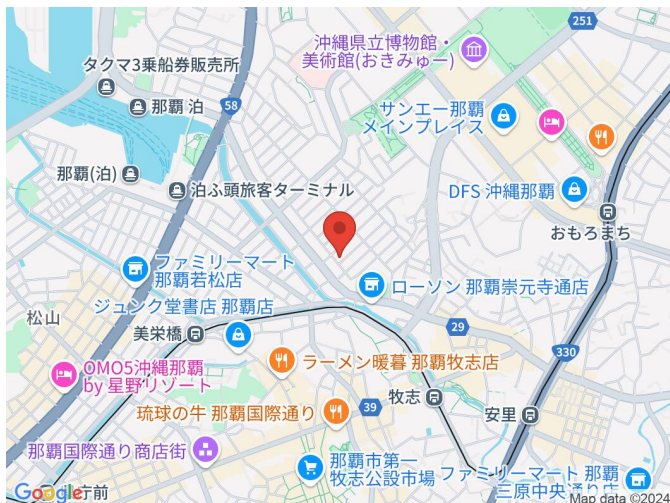 251
沖縄県立博物館・
美術館(おきみゅー)
タクマ3乗船券販売所
58
那覇 泊
サンエー那覇
メインプレイス
那覇(泊)
泊ふ頭旅客ターミナル
DFS 沖縄那覇
おもろまち
ファミリーマート
那覇若松店
ローソン 那覇崇元寺通店
ジュンク堂書店 那覇店
松山
美栄橋
29
330
OMO5沖縄那覇
by 星野リゾート
ラーメン暖暮 那覇牧志店
牧志
39
安里
琉球の牛 那覇国際通り
那覇国際通り商店街
那覇市第一
牧志公設市場
ファミリーマート 那覇
三原中央通り店
Google
庁前
Map data ©2024